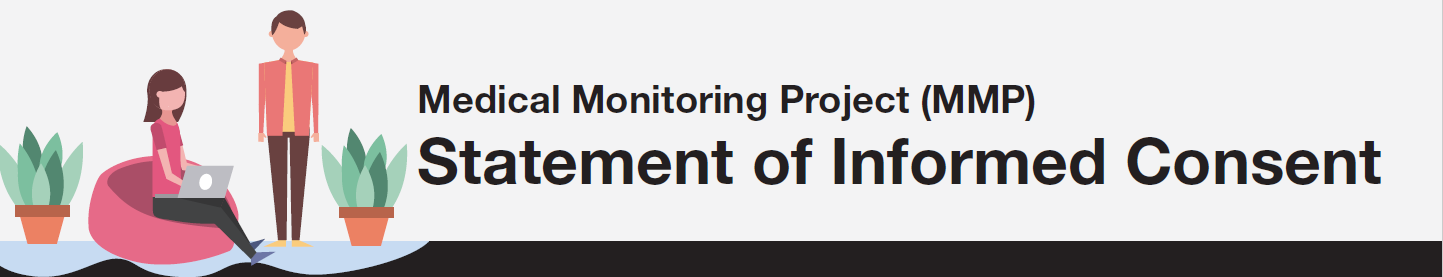 Medical Monitoring Project (MMP)
Statement of Informed Consent